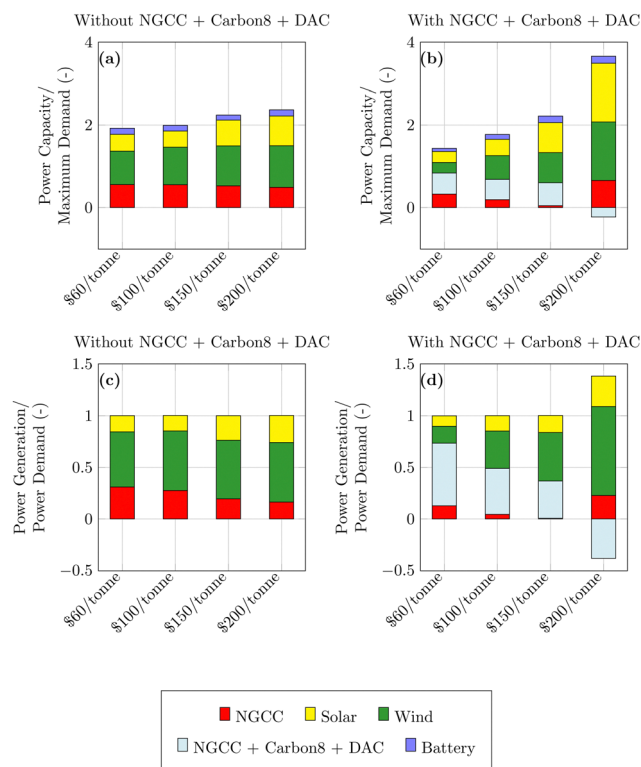 Without NGCC + Carbon8 + DAC
With NGCC + Carbon8 + DAC
(a)
4
2
0
Power Capacity/
Maximum Demand (-)
$60/tonne
$100/tonne
$150/tonne
$200/tonne
(b)
4
2
0
Power Capacity/
Maximum Demand (-)
$60/tonne
$100/tonne
$150/tonne
$200/tonne
Without NGCC + Carbon8 + DAC
With NGCC + Carbon8 + DAC
(c)
1.5
1
0.5
0
−0.5
Power Generation/
Power Demand (-)
$60/tonne
$100/tonne
$150/tonne
$200/tonne
(d)
1.5
1
0.5
0
−0.5
Power Generation/
Power Demand (-)
$60/tonne
$100/tonne
$150/tonne
$200/tonne
NGCC Solar Wind
NGCC + Carbon8 + DAC Battery